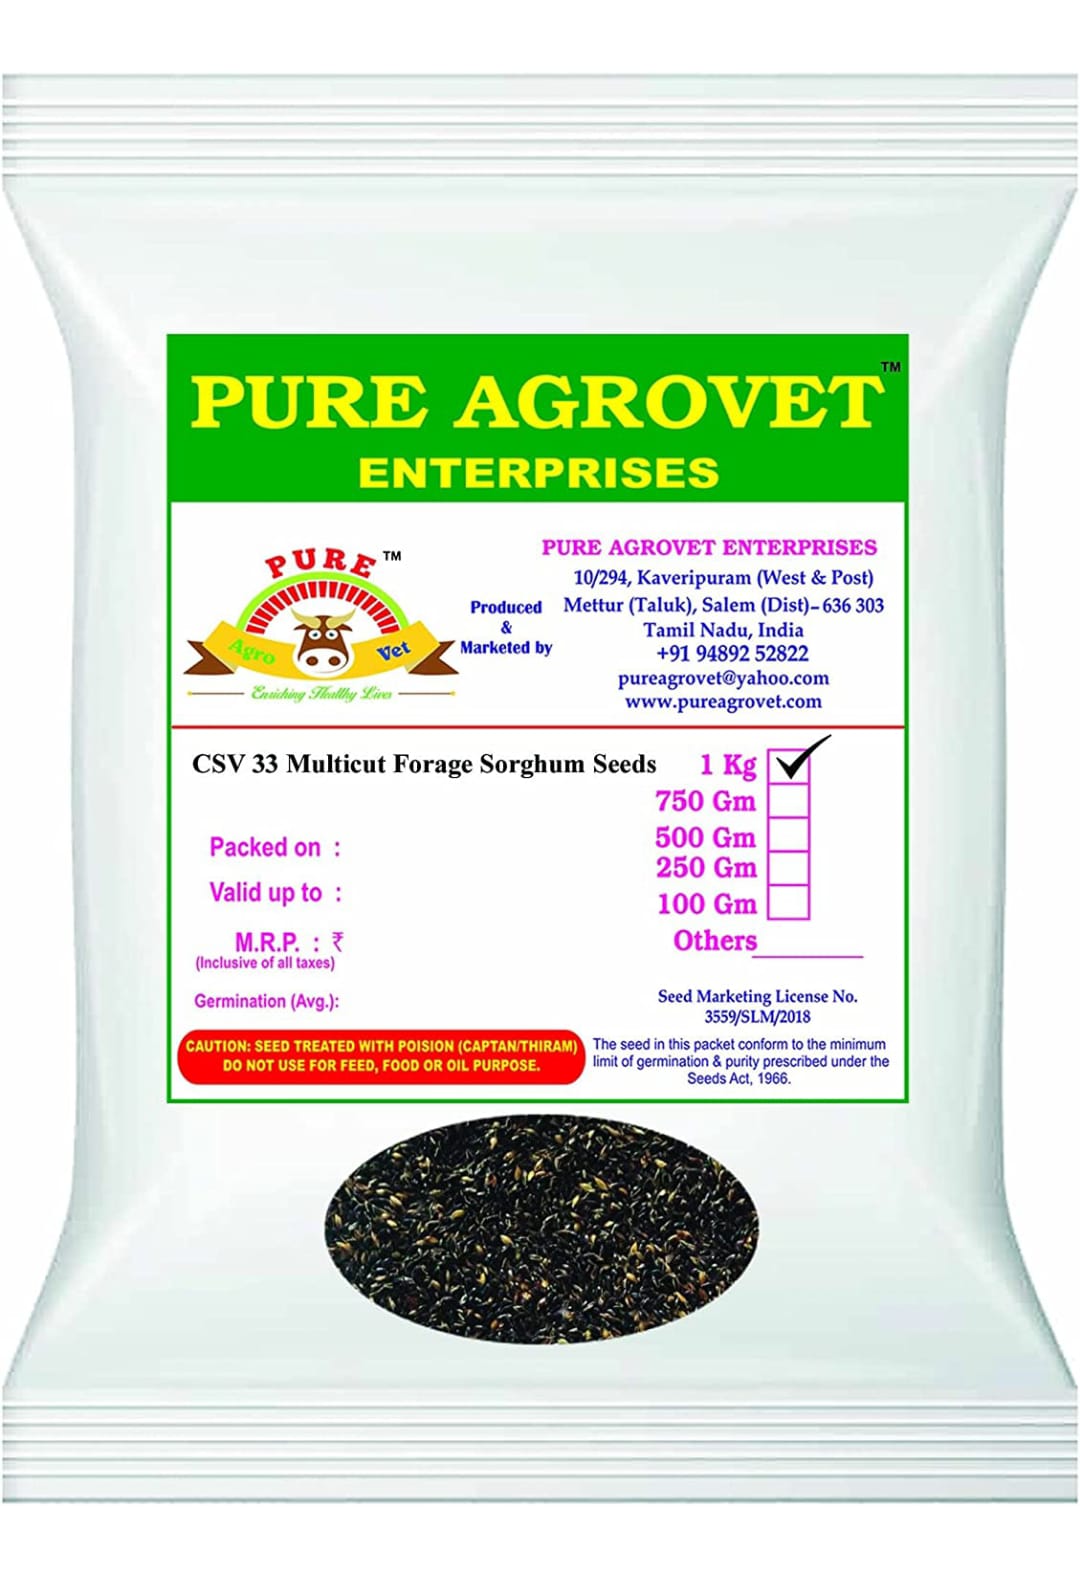 PURE AGROVET™
ENTERPRISES
PURE™
Agro Vet
Enriching Healthy Lives
Produced
&
Marketed by
PURE AGROVET ENTERPRISES
10/294, Kaveripuram (West & Post)
Mettur (Taluk), Salem (Dist)-636 303
Tamil Nadu, India
+91 94892 52822
pureagrovet@yahoo.com
www.pureagrovet.com
CSV 33 Multicut Forage Sorghum Seeds
1 Kg
750 Gm
500 Gm
250 Gm
100 Gm
Others
Packed on :
Valid up to :
M.R.P. : ₹
(Inclusive of all taxes)
Germination (Avg.):
Seed Marketing License No.
3559/SLM/2018
CAUTION: SEED TREATED WITH POISION (CAPTAN/THIRAM)
DO NOT USE FOR FEED, FOOD OR OIL PURPOSE.
The seed in this packet conform to the minimum
limit of germination & purity prescribed under the
Seeds Act, 1966.